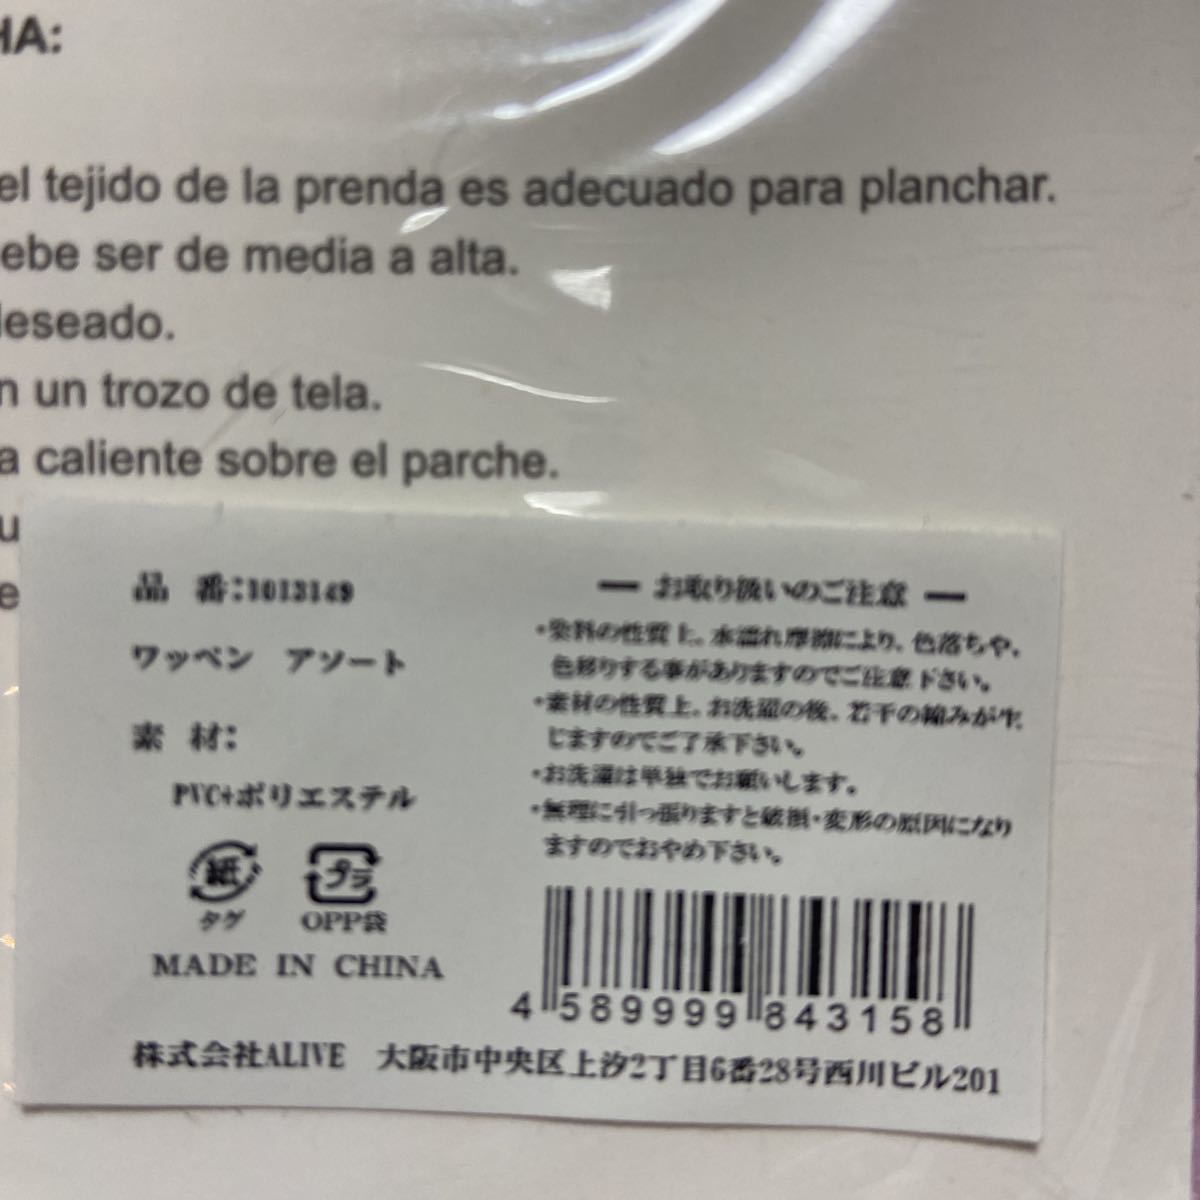 HA:
el tejido de la prenda es adecuado para planchar.
ebe ser de media a alta.
deseado.
n un trozo de tela.
a caliente sobre el parche.
u
e
品 番:1013149
ワッペン アソート
素 材:
PVC+ポリエステル
紙 プラ
タグ OPP袋
MADE IN CHINA
ー お取り扱いのご注意 ー
・染料の性質上、水濡れ摩擦により、色落ちや、
色移りする事がありますのでご注意下さい。
・素材の性質上、お洗濯の後、若干の縮みが生
じますのでご了承下さい。
・お洗濯は単独でお願いします。
・無理に引っ張りますと破損・変形の原因になり
ますのでおやめ下さい。
4 589999 843158
株式会社ALIVE 大阪市中央区上汐2丁目6番28号西川ビル201